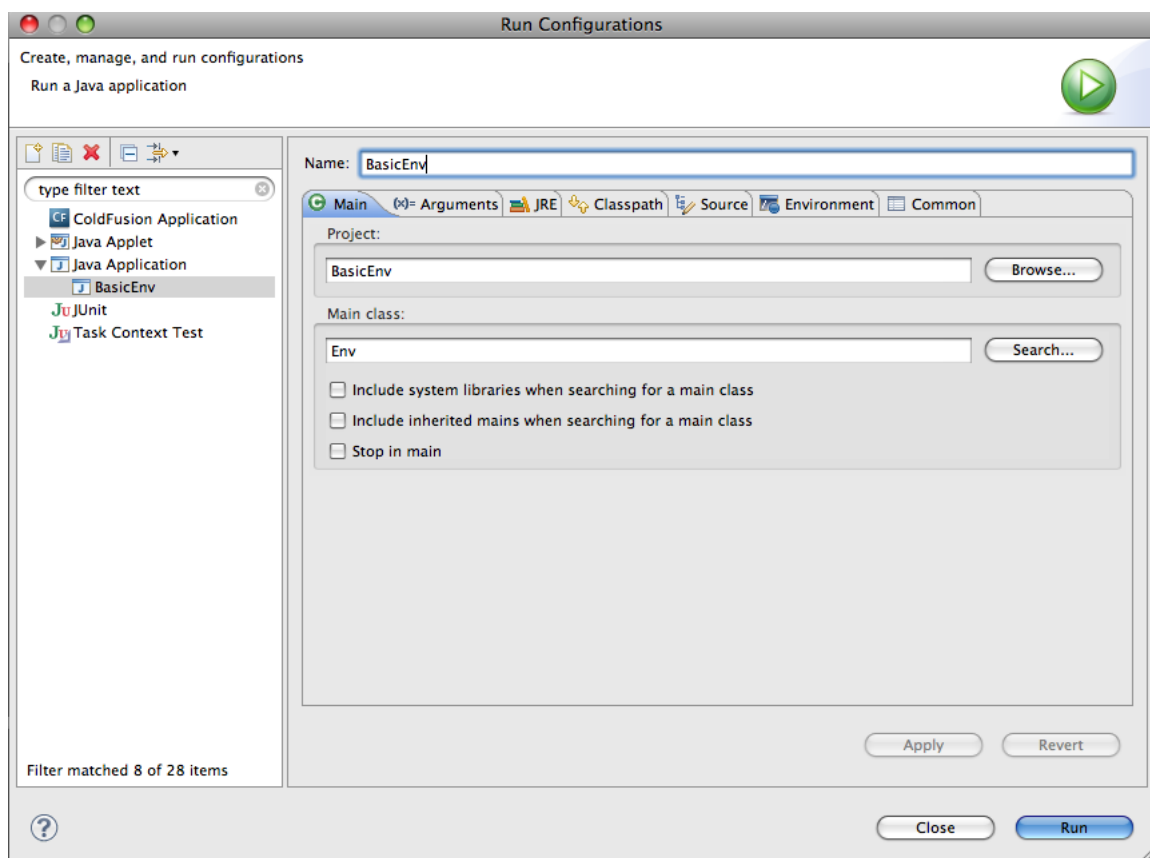 Run Configurations
Create, manage, and run configurations
Run a Java application
type filter text
CF ColdFusion Application
Java Applet
J Java Application
J BasicEnv
Ju JUnit
Ju Task Context Test
Filter matched 8 of 28 items
Name: BasicEnv
C Main (x)= Arguments JRE Classpath Source Environment Common
Project:
BasicEnv Browse...
Main class:
Env Search...
Include system libraries when searching for a main class
Include inherited mains when searching for a main class
Stop in main
Apply Revert
? Close Run